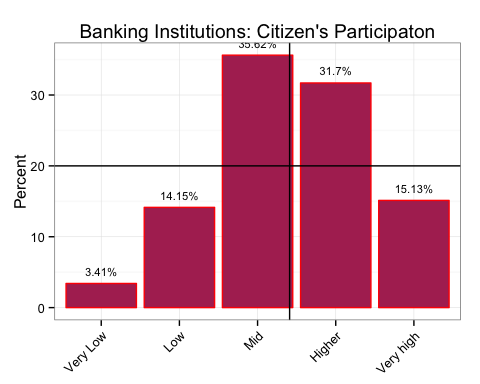 Banking Institutions: Citizen's Participaton
35.62%
31.7%
30
Percent
20
14.15%
15.13%
10
3.41%
0
Very Low
Low
Mid
Higher
Very high